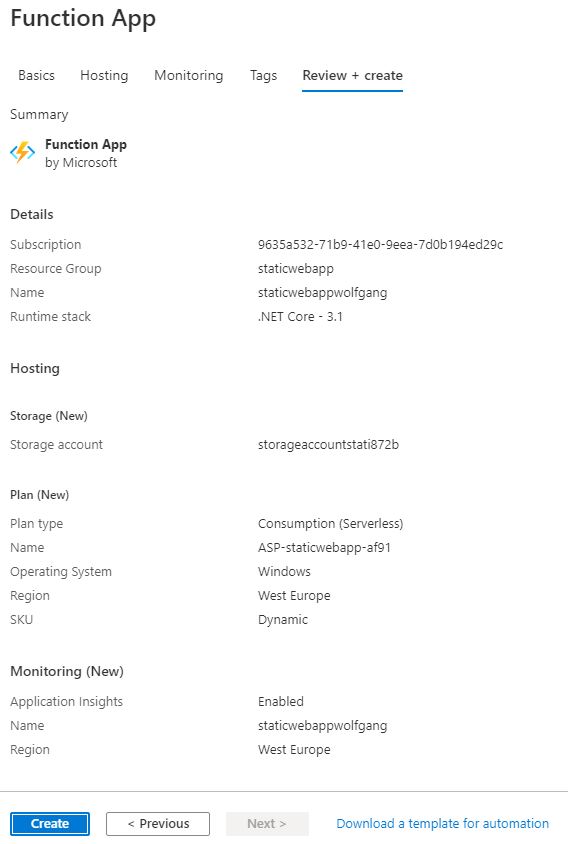 Function App
Basics Hosting Monitoring Tags Review + create
Summary
Function App
by Microsoft
Details
Subscription 9635a532-71b9-41e0-9eea-7d0b194ed29c
Resource Group staticwebapp
Name staticwebappwolfgang
Runtime stack .NET Core - 3.1
Hosting
Storage (New)
Storage account storageaccountstati872b
Plan (New)
Plan type Consumption (Serverless)
Name ASP-staticwebapp-af91
Operating System Windows
Region West Europe
SKU Dynamic
Monitoring (New)
Application Insights Enabled
Name staticwebappwolfgang
Region West Europe
Create < Previous Next > Download a template for automation